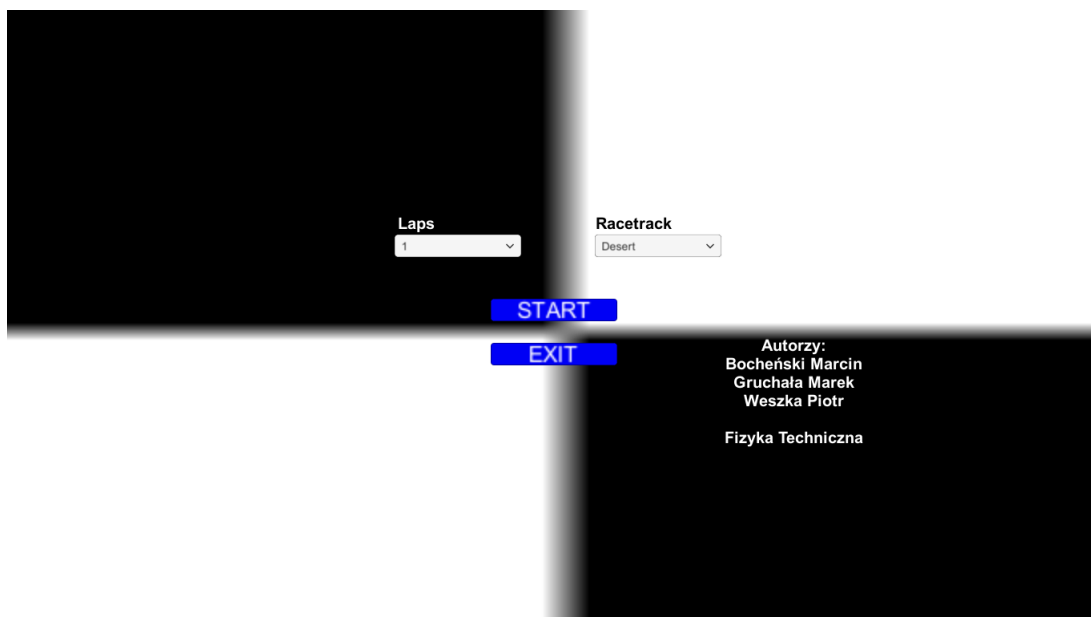 Laps
Racetrack
1
Desert
START
EXIT
Autorzy:
Bocheński Marcin
Gruchała Marek
Weszka Piotr
Fizyka Techniczna